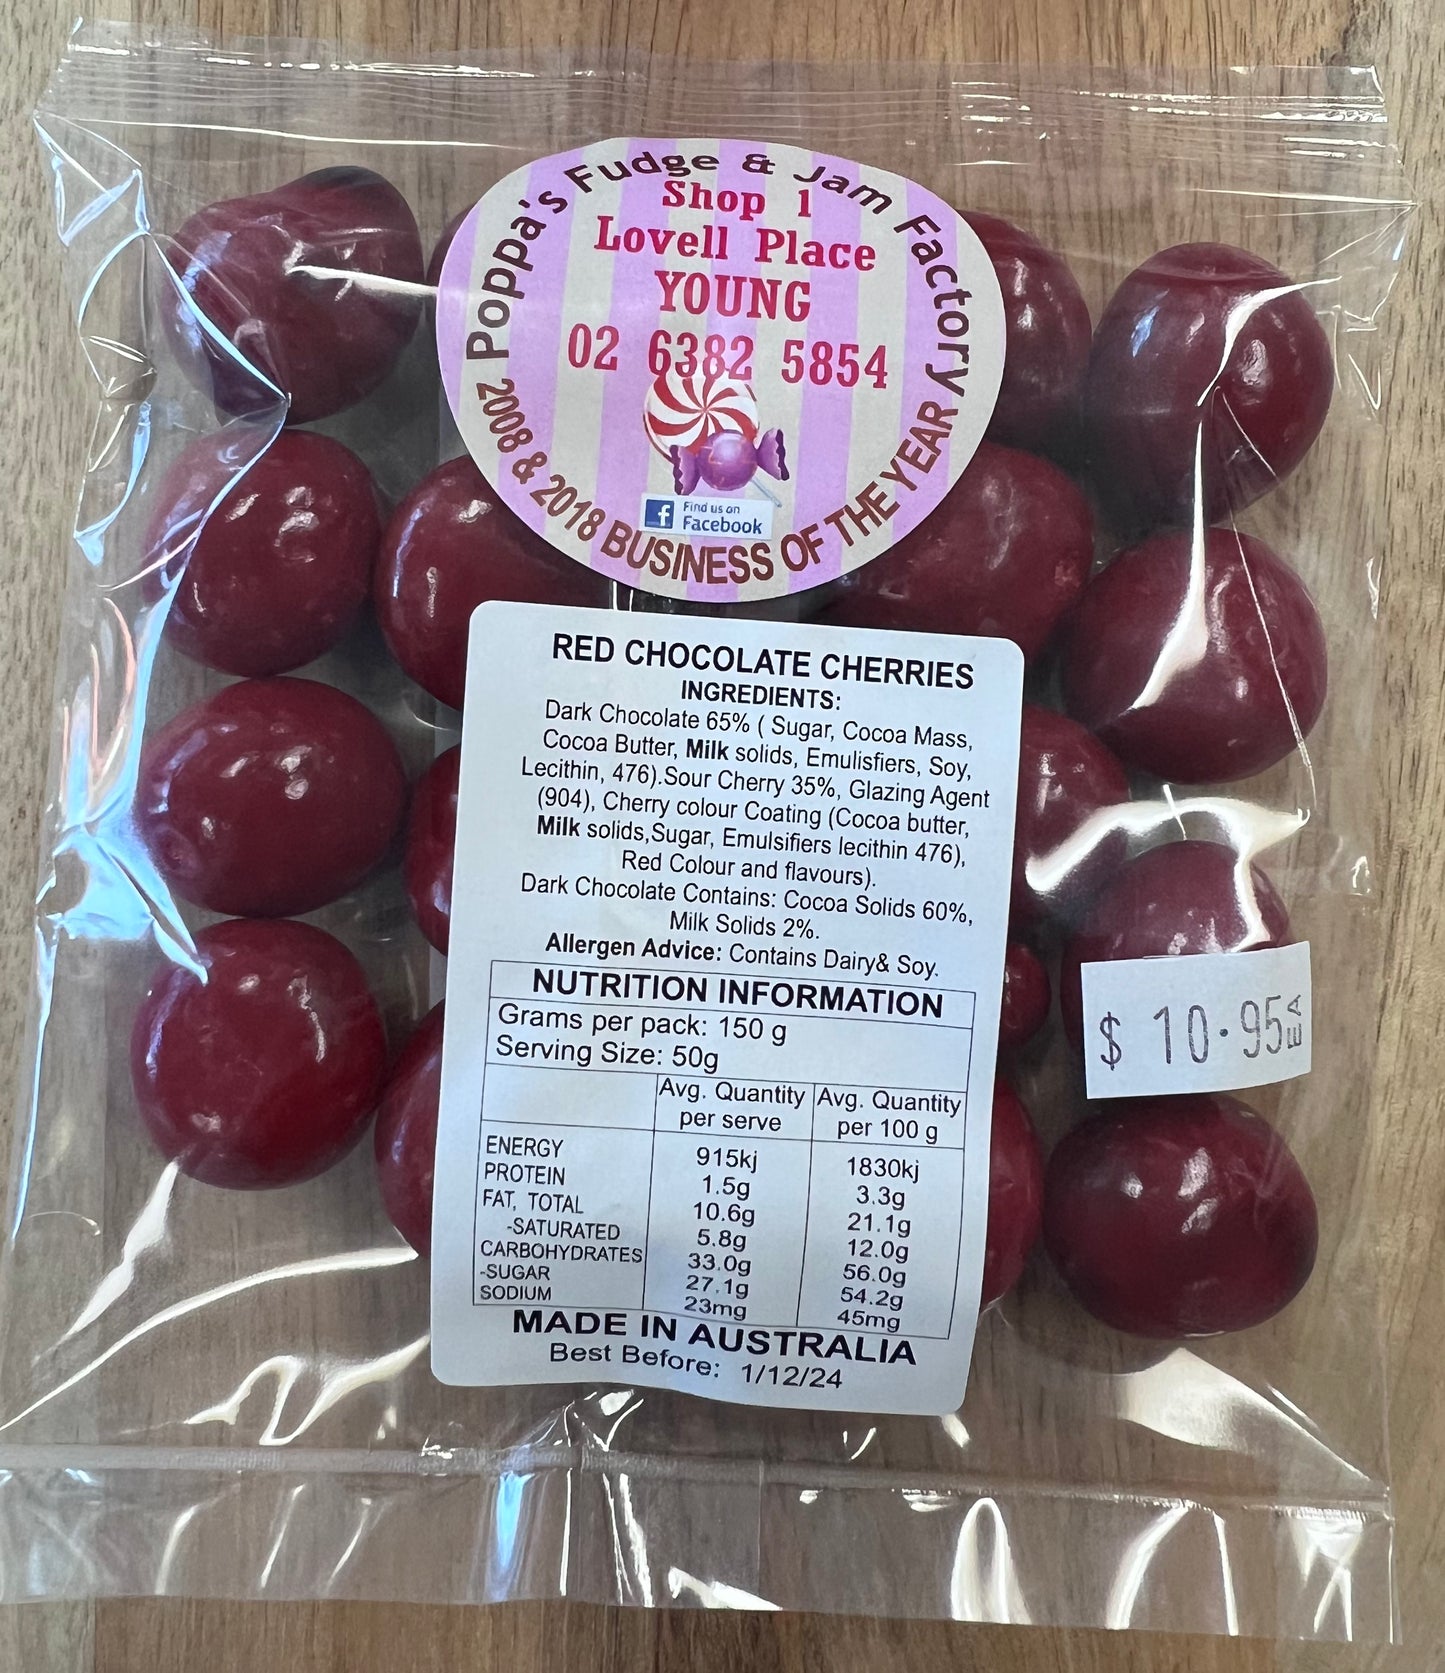 Poppa's Fudge & Jam Factory
Shop 1
Lovell Place
YOUNG
02 6382 5854
Find us on
Facebook
2008 & 2018 BUSINESS OF THE YEAR
RED CHOCOLATE CHERRIES
INGREDIENTS:
Dark Chocolate 65% ( Sugar, Cocoa Mass,
Cocoa Butter, Milk solids, Emulisfiers, Soy,
Lecithin, 476).Sour Cherry 35%, Glazing Agent
(904), Cherry colour Coating (Cocoa butter,
Milk solids,Sugar, Emulsifiers lecithin 476),
Red Colour and flavours).
Dark Chocolate Contains: Cocoa Solids 60%,
Milk Solids 2%.
Allergen Advice: Contains Dairy& Soy.
NUTRITION INFORMATION
Grams per pack: 150 g
Serving Size: 50g
Avg. Quantity per serve Avg. Quantity per 100 g
ENERGY 915kj 1830kj
PROTEIN 1.5g 3.3g
FAT, TOTAL 10.6g 21.1g
-SATURATED 5.8g 12.0g
CARBOHYDRATES 33.0g 56.0g
-SUGAR 27.1g 54.2g
SODIUM 23mg 45mg
MADE IN AUSTRALIA
Best Before: 1/12/24
$ 10.95 EA